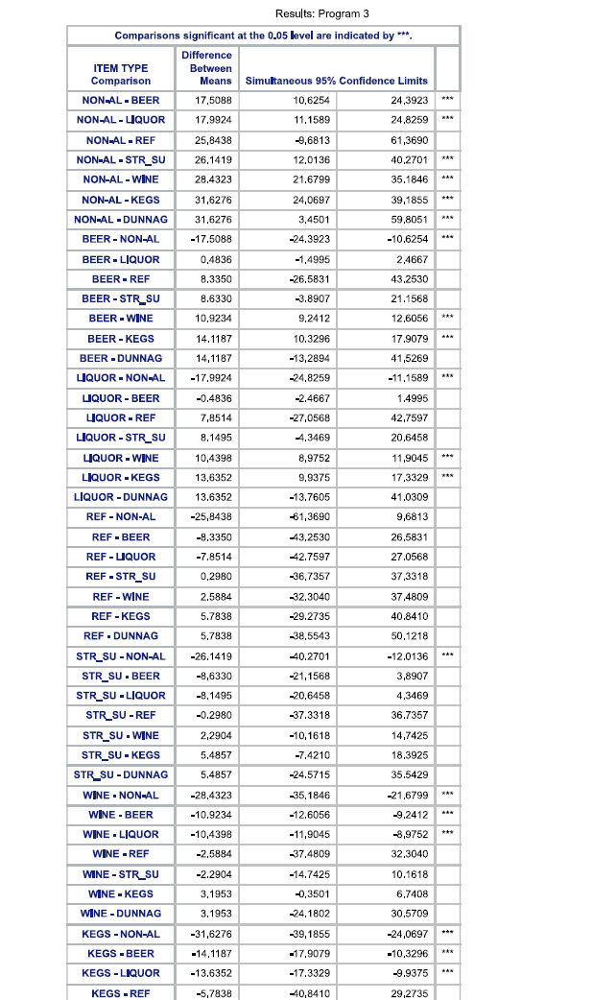 Results: Program 3
Comparisons significant at the 0.05 level are indicated by ***.
ITEM TYPE Comparison Difference Between Means Simultaneous 95% Confidence Limits
NON-AL - BEER 17.5088 10.6254 24.3923 ***
NON-AL - LIQUOR 17.9924 11.1589 24.8259 ***
NON-AL - REF 25.8438 -9.6813 61.3690
NON-AL - STR_SU 26.1419 12.0136 40.2701 ***
NON-AL - WINE 28.4323 21.6799 35.1846 ***
NON-AL - KEGS 31.6276 24.0697 39.1855 ***
NON-AL - DUNNAG 31.6276 3.4501 59.8051 ***
BEER - NON-AL -17.5088 -24.3923 -10.6254 ***
BEER - LIQUOR 0.4836 -1.4995 2.4667
BEER - REF 8.3350 -26.5831 43.2530
BEER - STR_SU 8.6330 -3.8907 21.1568
BEER - WINE 10.9234 9.2412 12.6056 ***
BEER - KEGS 14.1187 10.3296 17.9079 ***
BEER - DUNNAG 14.1187 -13.2894 41.5269
LIQUOR - NON-AL -17.9924 -24.8259 -11.1589 ***
LIQUOR - BEER -0.4836 -2.4667 1.4995
LIQUOR - REF 7.8514 -27.0568 42.7597
LIQUOR - STR_SU 8.1495 -4.3469 20.6458
LIQUOR - WINE 10.4398 8.9752 11.9045 ***
LIQUOR - KEGS 13.6352 9.9375 17.3329 ***
LIQUOR - DUNNAG 13.6352 -13.7605 41.0309
REF - NON-AL -25.8438 -61.3690 9.6813
REF - BEER -8.3350 -43.2530 26.5831
REF - LIQUOR -7.8514 -42.7597 27.0568
REF - STR_SU 0.2980 -36.7357 37.3318
REF - WINE 2.5884 -32.3040 37.4809
REF - KEGS 5.7838 -29.2735 40.8410
REF - DUNNAG 5.7838 -38.5543 50.1218
STR_SU - NON-AL -26.1419 -40.2701 -12.0136 ***
STR_SU - BEER -8.6330 -21.1568 3.8907
STR_SU - LIQUOR -8.1495 -20.6458 4.3469
STR_SU - REF -0.2980 -37.3318 36.7357
STR_SU - WINE 2.2904 -10.1618 14.7425
STR_SU - KEGS 5.4857 -7.4210 18.3925
STR_SU - DUNNAG 5.4857 -24.5715 35.5429
WINE - NON-AL -28.4323 -35.1846 -21.6799 ***
WINE - BEER -10.9234 -12.6056 -9.2412 ***
WINE - LIQUOR -10.4398 -11.9045 -8.9752 ***
WINE - REF -2.5884 -37.4809 32.3040
WINE - STR_SU -2.2904 -14.7425 10.1618
WINE - KEGS 3.1953 -0.3501 6.7408
WINE - DUNNAG 3.1953 -24.1802 30.5709
KEGS - NON-AL -31.6276 -39.1855 -24.0697 ***
KEGS - BEER -14.1187 -17.9079 -10.3296 ***
KEGS - LIQUOR -13.6352 -17.3329 -9.9375 ***
KEGS - REF -5.7838 -40.8410 29.2735